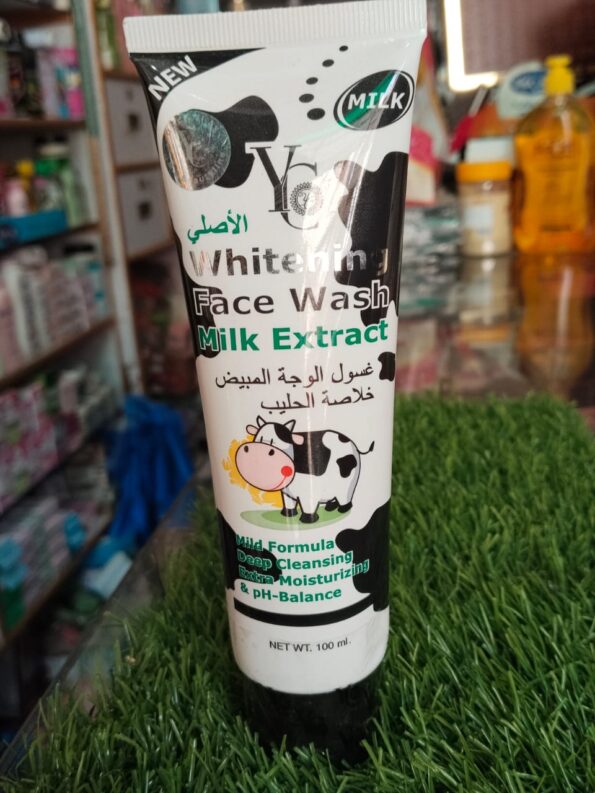 NEW
MILK
YC
الأصلي
Whitening
Face Wash
Milk Extract
غسول الوجة المبيض
خلاصة الحليب
Mild Formula
Deep Cleansing
Extra Moisturizing
& pH-Balance
NET WT. 100 ml.